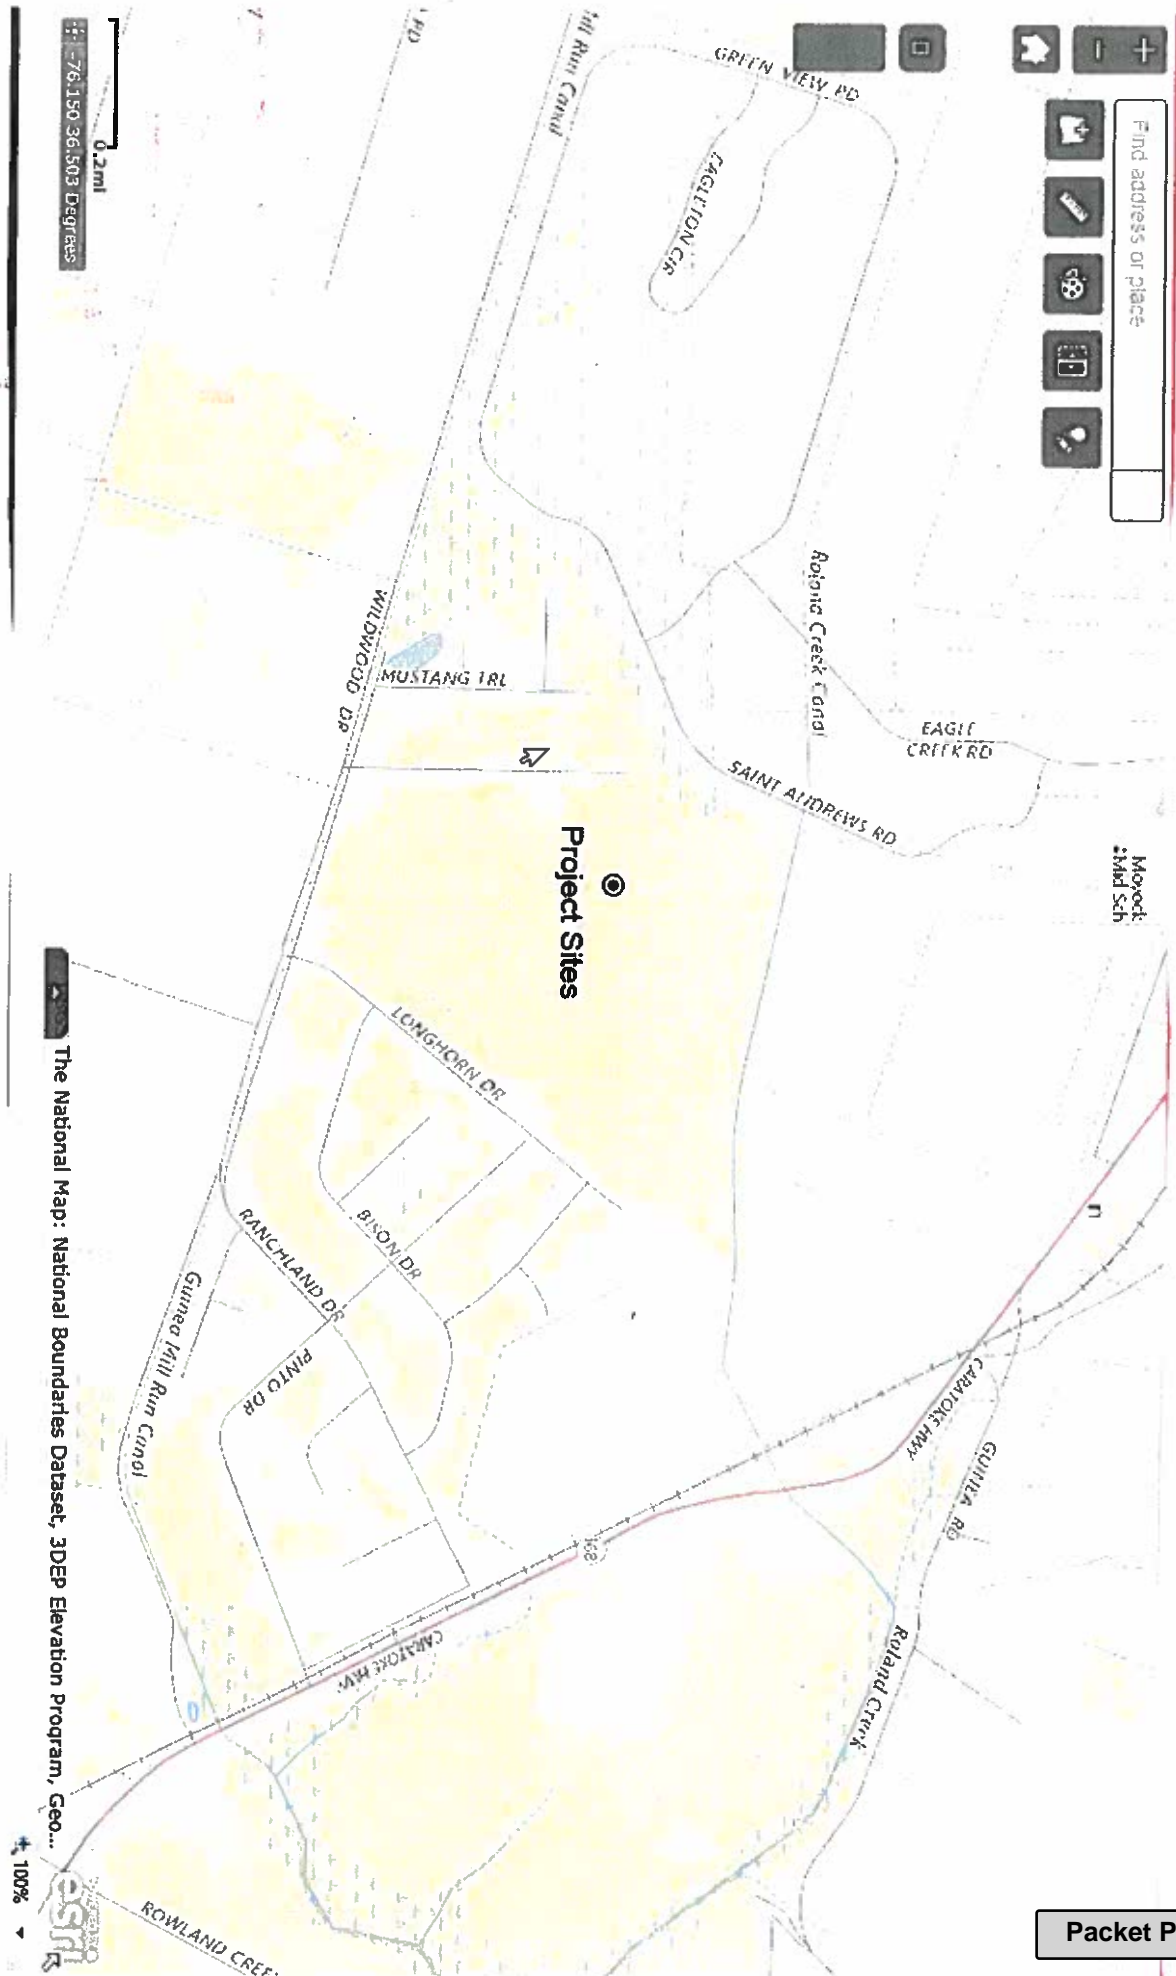 Find address or place
Moyock
Mid Sch
GREEN VIEW RD
EAGLETON CIR
Roland Creek Canal
EAGLE
CREEK RD
SAINT ANDREWS RD
RD
Mill Run Canal
MUSTANG TRL
WILDWOOD DR
Project Sites
LONGHORN DR
BISON DR
RANCHLAND DR
PINTO DR
Guinea Mill Run Canal
CARATOKE HWY
GUINEA RD
168
CARATOKE HWY
Roland Creek
ROWLAND CREE
0.2mi
-76.150 36.503 Degrees
The National Map: National Boundaries Dataset, 3DEP Elevation Program, Geo...
esri
100%
Packet P